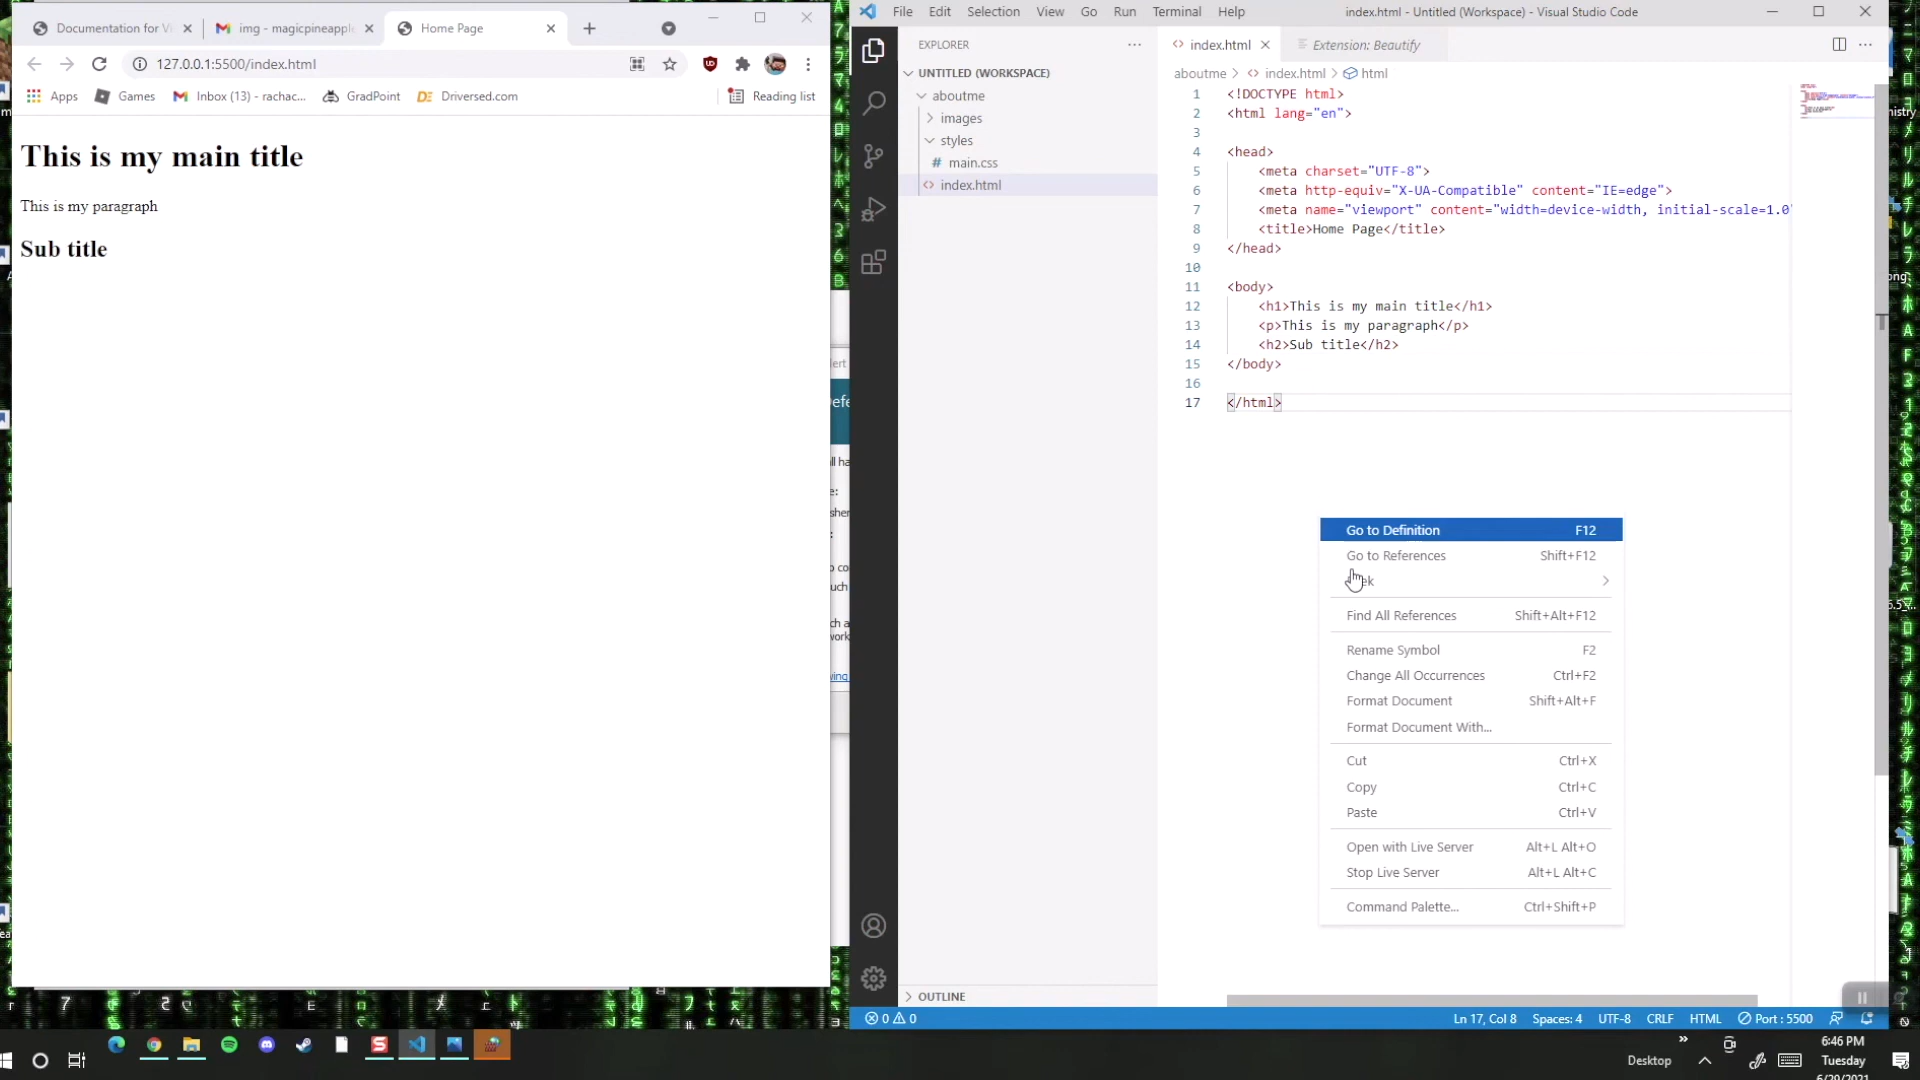 Documentation for Vi
img - magicpineappl
Home Page
127.0.0.1:5500/index.html
Apps
Games
Inbox (13) - rachac...
GradPoint
Driversed.com
Reading list
This is my main title
This is my paragraph
Sub title
File Edit Selection View Go Run Terminal Help
index.html - Untitled (Workspace) - Visual Studio Code
EXPLORER
UNTITLED (WORKSPACE)
aboutme
images
styles
# main.css
<> index.html
OUTLINE
<> index.html
Extension: Beautify
aboutme > <> index.html > html
1 <!DOCTYPE html>
2 <html lang="en">
3
4 <head>
5 <meta charset="UTF-8">
6 <meta http-equiv="X-UA-Compatible" content="IE=edge">
7 <meta name="viewport" content="width=device-width, initial-scale=1.0"
8 <title>Home Page</title>
9 </head>
10
11 <body>
12 <h1>This is my main title</h1>
13 <p>This is my paragraph</p>
14 <h2>Sub title</h2>
15 </body>
16
17 </html>
Go to Definition F12
Go to References Shift+F12
Find All References Shift+Alt+F12
Rename Symbol F2
Change All Occurrences Ctrl+F2
Format Document Shift+Alt+F
Format Document With...
Cut Ctrl+X
Copy Ctrl+C
Paste Ctrl+V
Open with Live Server Alt+L Alt+O
Stop Live Server Alt+L Alt+C
Command Palette... Ctrl+Shift+P
0 0
Ln 17, Col 8 Spaces: 4 UTF-8 CRLF HTML Port : 5500
Desktop
6:46 PM
Tuesday
6/29/2021